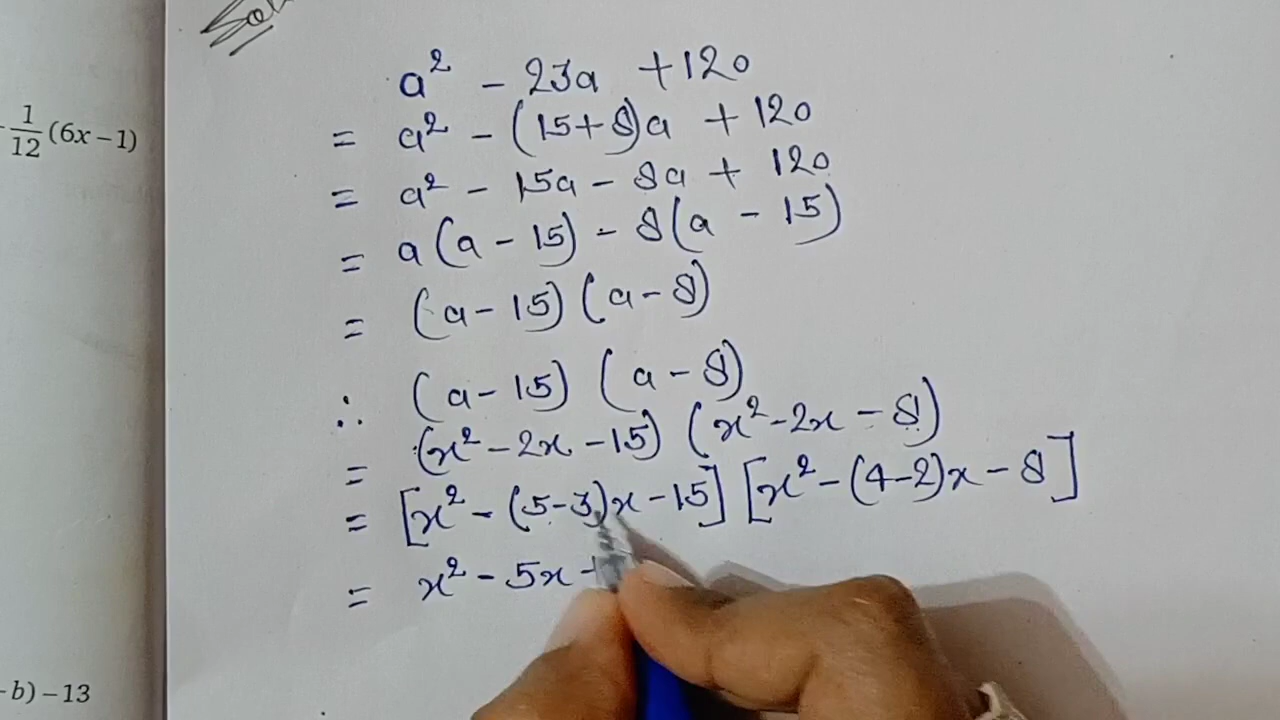 Soln
a² - 23a + 120
= a² - (15+8)a + 120
= a² - 15a - 8a + 120
= a(a - 15) - 8(a - 15)
= (a - 15) (a - 8)
∴ (a - 15) (a - 8)
= (x² - 2x - 15) (x² - 2x - 8)
= [x² - (5-3)x - 15] [x² - (4-2)x - 8]
= x² - 5x +
1/12 (6x – 1)
-b) – 13